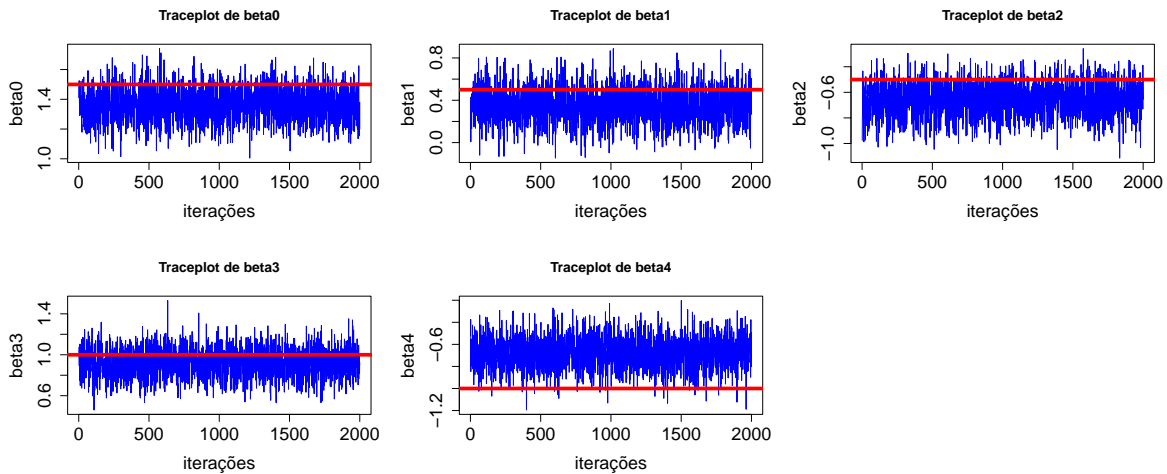 Traceplot de beta0
beta0
1.0
1.4
0
500
1000
1500
2000
iterações
Traceplot de beta1
beta1
0.0
0.4
0.8
0
500
1000
1500
2000
iterações
Traceplot de beta2
beta2
−1.0
−0.6
0
500
1000
1500
2000
iterações
Traceplot de beta3
beta3
0.6
1.0
1.4
0
500
1000
1500
2000
iterações
Traceplot de beta4
beta4
−1.2
−0.6
0
500
1000
1500
2000
iterações